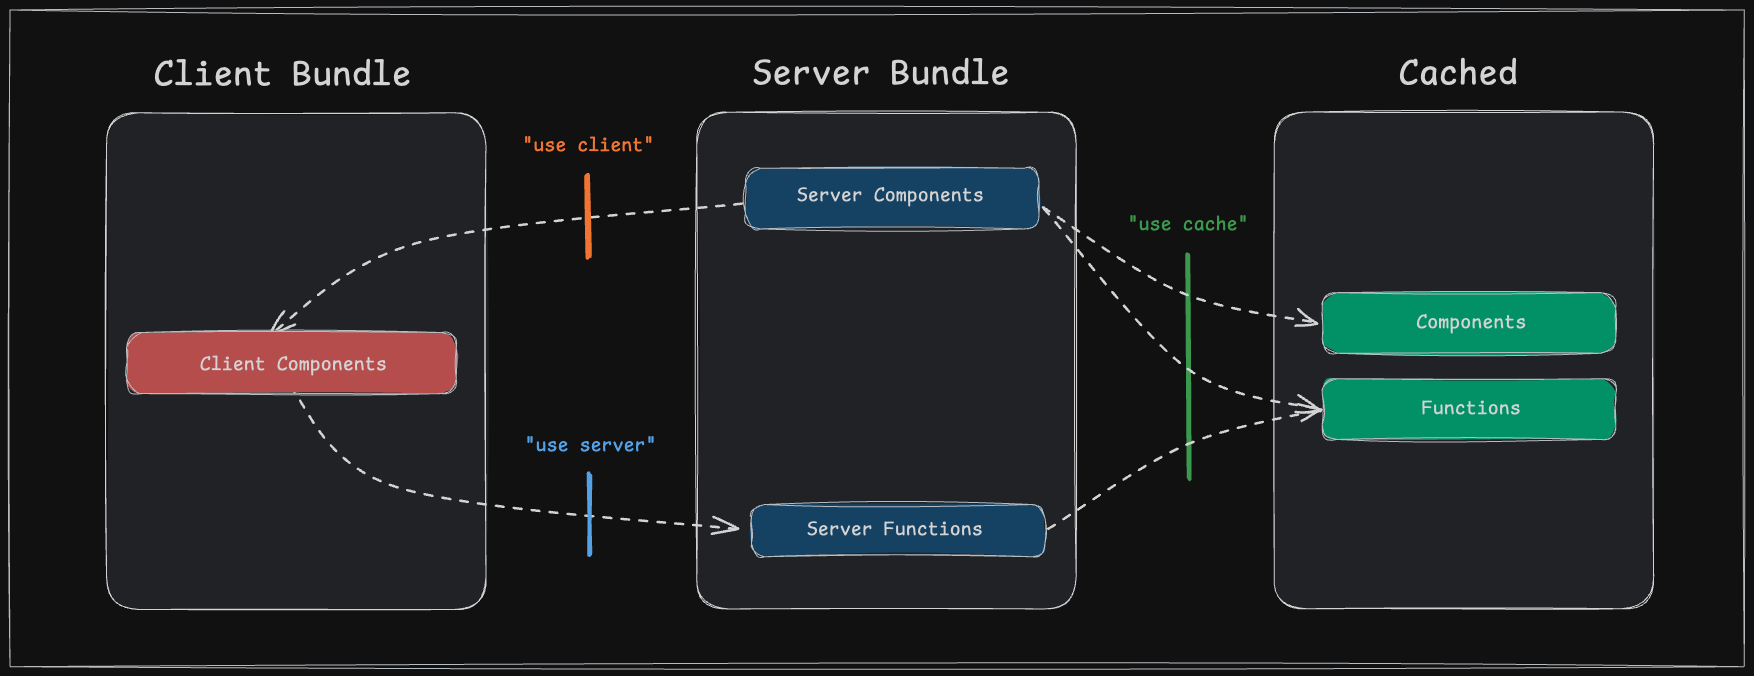 Client Bundle
Server Bundle
Cached
"use client"
Server Components
"use cache"
Components
Client Components
Functions
"use server"
Server Functions